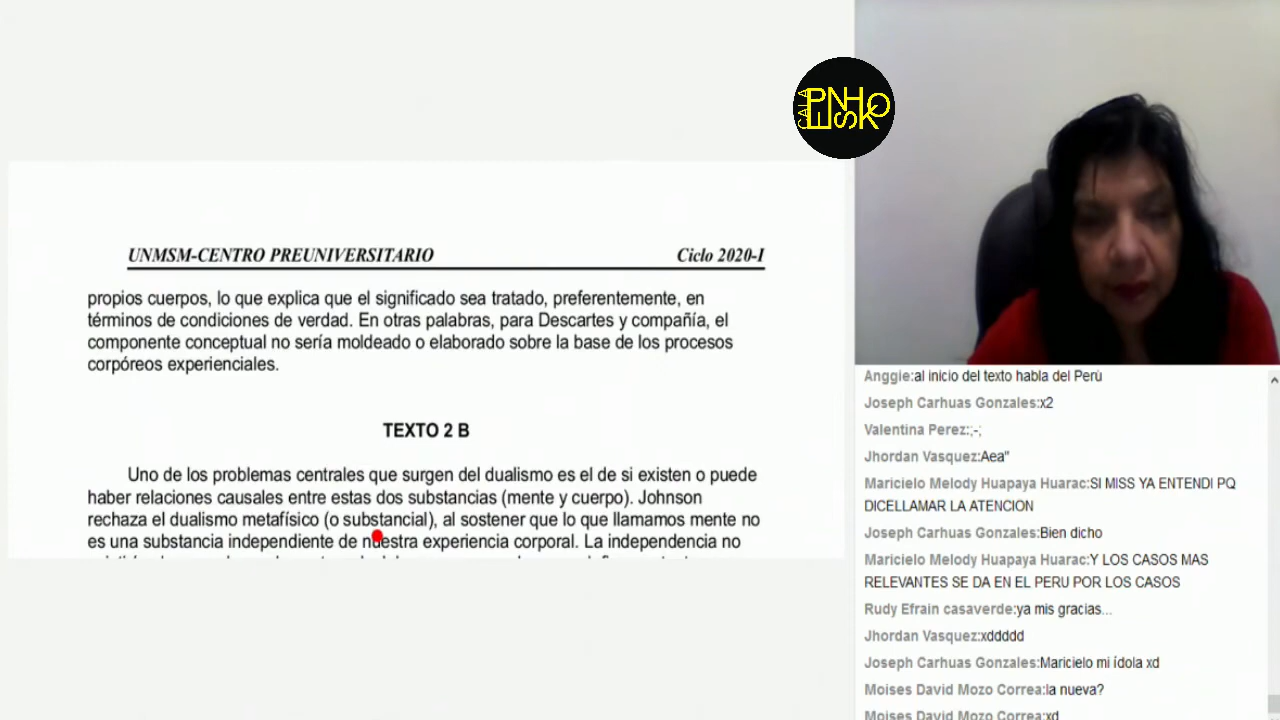 CALA
PENHO
ESK
UNMSM-CENTRO PREUNIVERSITARIO Ciclo 2020-I
propios cuerpos, lo que explica que el significado sea tratado, preferentemente, en
términos de condiciones de verdad. En otras palabras, para Descartes y compañía, el
componente conceptual no sería moldeado o elaborado sobre la base de los procesos
corpóreos experienciales.
TEXTO 2 B
Uno de los problemas centrales que surgen del dualismo es el de si existen o puede
haber relaciones causales entre estas dos substancias (mente y cuerpo). Johnson
rechaza el dualismo metafísico (o substancial), al sostener que lo que llamamos mente no
es una substancia independiente de nuestra experiencia corporal. La independencia no
Anggie:al inicio del texto habla del Perù
Joseph Carhuas Gonzales:x2
Valentina Perez:;-;
Jhordan Vasquez:Aea"
Maricielo Melody Huapaya Huarac:SI MISS YA ENTENDI PQ
DICELLAMAR LA ATENCION
Joseph Carhuas Gonzales:Bien dicho
Maricielo Melody Huapaya Huarac:Y LOS CASOS MAS
RELEVANTES SE DA EN EL PERU POR LOS CASOS
Rudy Efrain casaverde:ya mis gracias...
Jhordan Vasquez:xddddd
Joseph Carhuas Gonzales:Maricielo mi ídola xd
Moises David Mozo Correa:la nueva?
Moises David Mozo Correa:xd